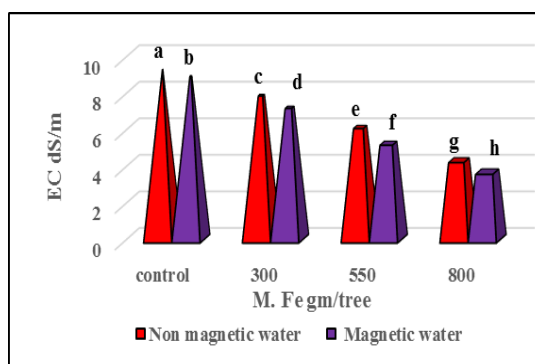 a b
c d
e f
g h
10
8
6
4
2
0
EC dS/m
control 300 550 800
M. Fe gm/tree
Non magnetic water Magnetic water